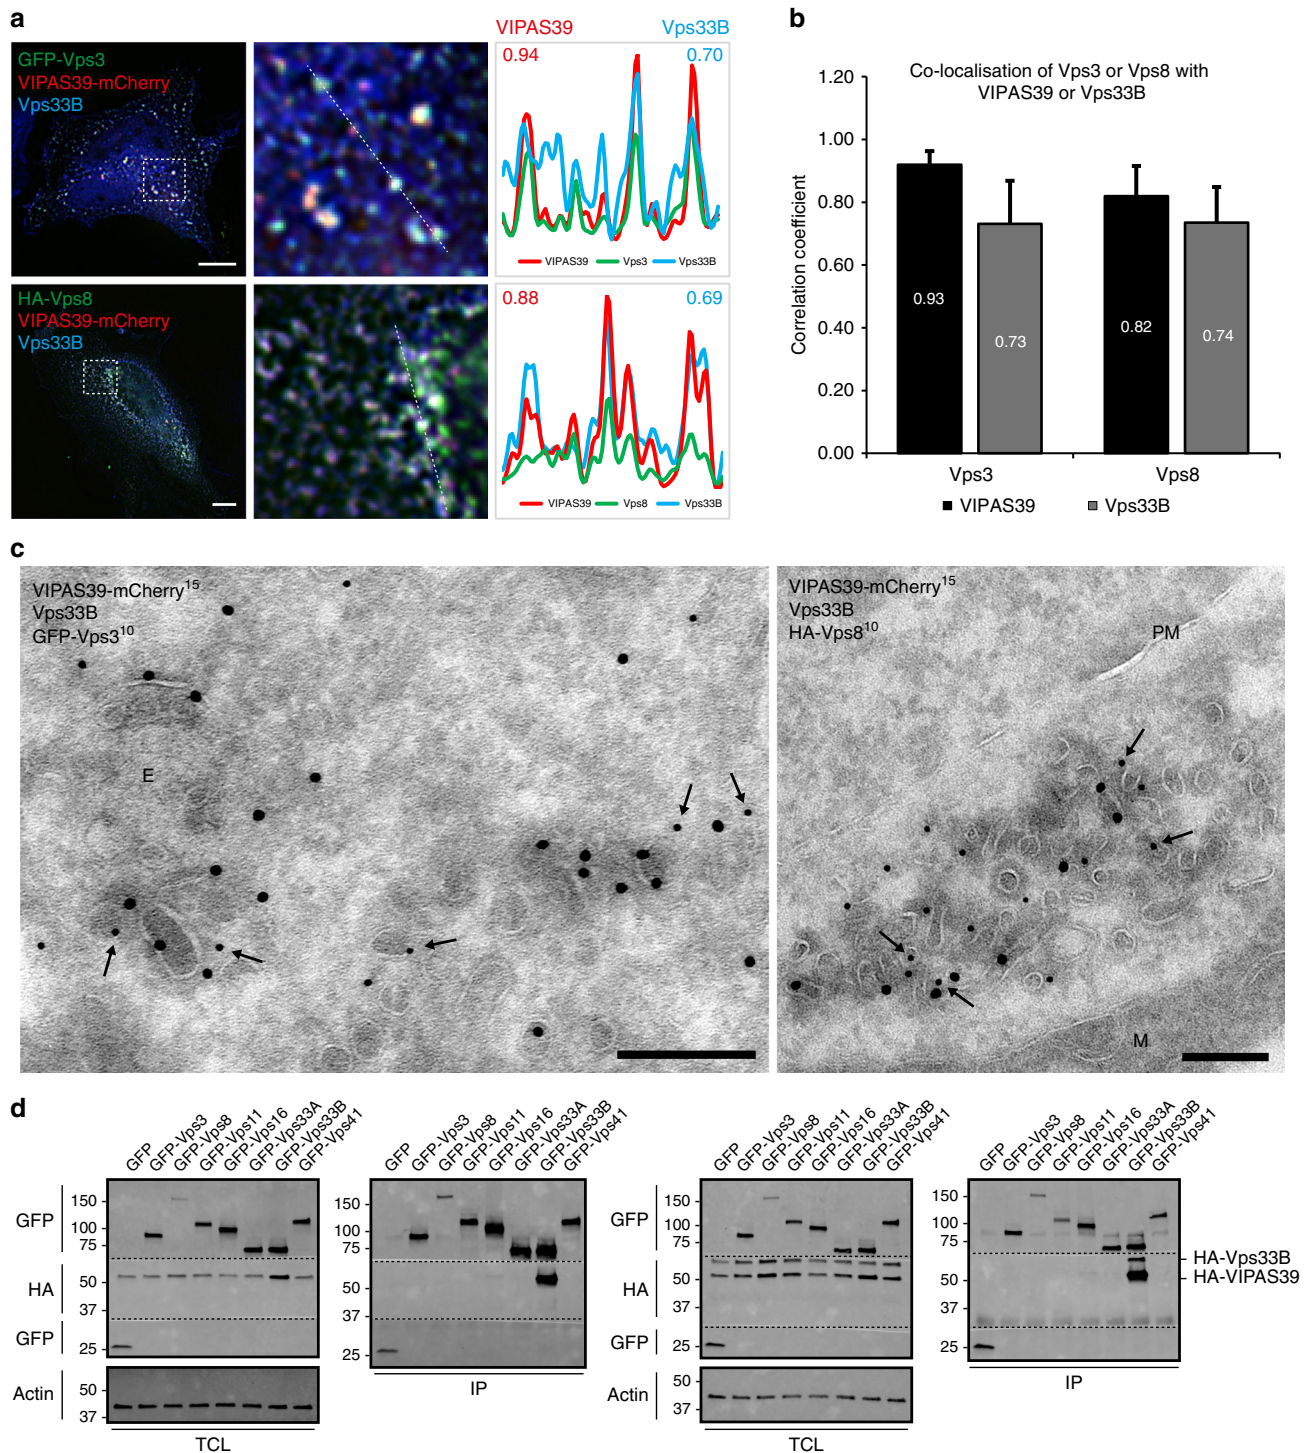 a
GFP-Vps3
VIPAS39-mCherry
Vps33B
VIPAS39 Vps33B
0.94 0.70
VIPAS39 Vps3 Vps33B
HA-Vps8
VIPAS39-mCherry
Vps33B
0.88 0.69
VIPAS39 Vps8 Vps33B
b
Co-localisation of Vps3 or Vps8 with
VIPAS39 or Vps33B
Correlation coefficient
1.20
1.00
0.80
0.60
0.40
0.20
0.00
0.93
0.73
0.82
0.74
Vps3 Vps8
VIPAS39 Vps33B
c
VIPAS39-mCherry15
Vps33B
GFP-Vps310
E
VIPAS39-mCherry15
Vps33B
HA-Vps810
PM
M
d
GFP GFP-Vps3 GFP-Vps8 GFP-Vps11 GFP-Vps16 GFP-Vps33A GFP-Vps33B GFP-Vps41
GFP
150
100
75
HA
50
37
GFP
25
Actin
50
37
TCL
GFP GFP-Vps3 GFP-Vps8 GFP-Vps11 GFP-Vps16 GFP-Vps33A GFP-Vps33B GFP-Vps41
150
100
75
50
37
25
IP
GFP GFP-Vps3 GFP-Vps8 GFP-Vps11 GFP-Vps16 GFP-Vps33A GFP-Vps33B GFP-Vps41
GFP
150
100
75
HA
50
37
GFP
25
Actin
50
37
TCL
GFP GFP-Vps3 GFP-Vps8 GFP-Vps11 GFP-Vps16 GFP-Vps33A GFP-Vps33B GFP-Vps41
150
100
75
50
37
25
HA-Vps33B
HA-VIPAS39
IP